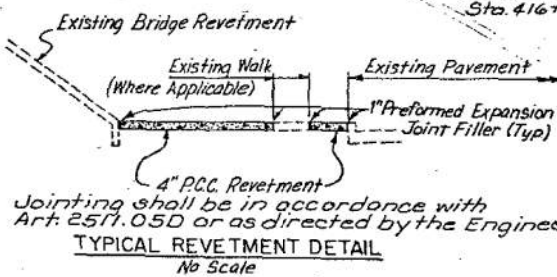 Sta. 416+
Existing Bridge Revetment
Existing Walk
(Where Applicable)
Existing Pavement
1" Preformed Expansion
Joint Filler (Typ)
4" P.C.C. Revetment
Jointing shall be in accordance with
Art. 2511.05D or as directed by the Enginee
TYPICAL REVETMENT DETAIL
No Scale